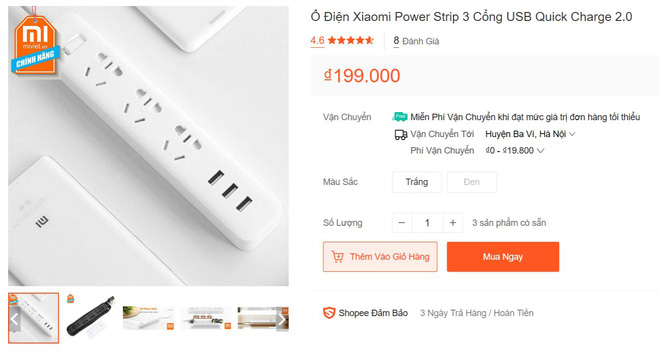 mi
miviet.vn
CHÍNH HÃNG
mi
Ổ Điện Xiaomi Power Strip 3 Cổng USB Quick Charge 2.0
4.6
8 Đánh Giá
₫199.000
Vận Chuyển
Miễn Phí Vận Chuyển khi đạt mức giá trị đơn hàng tối thiểu
Vận Chuyển Tới Huyện Ba Vì, Hà Nội
Phí Vận Chuyển ₫0 - ₫19.800
Màu Sắc Trắng Đen
Số Lượng − 1 + 3 sản phẩm có sẵn
Thêm Vào Giỏ Hàng Mua Ngay
Shopee Đảm Bảo 3 Ngày Trả Hàng / Hoàn Tiền